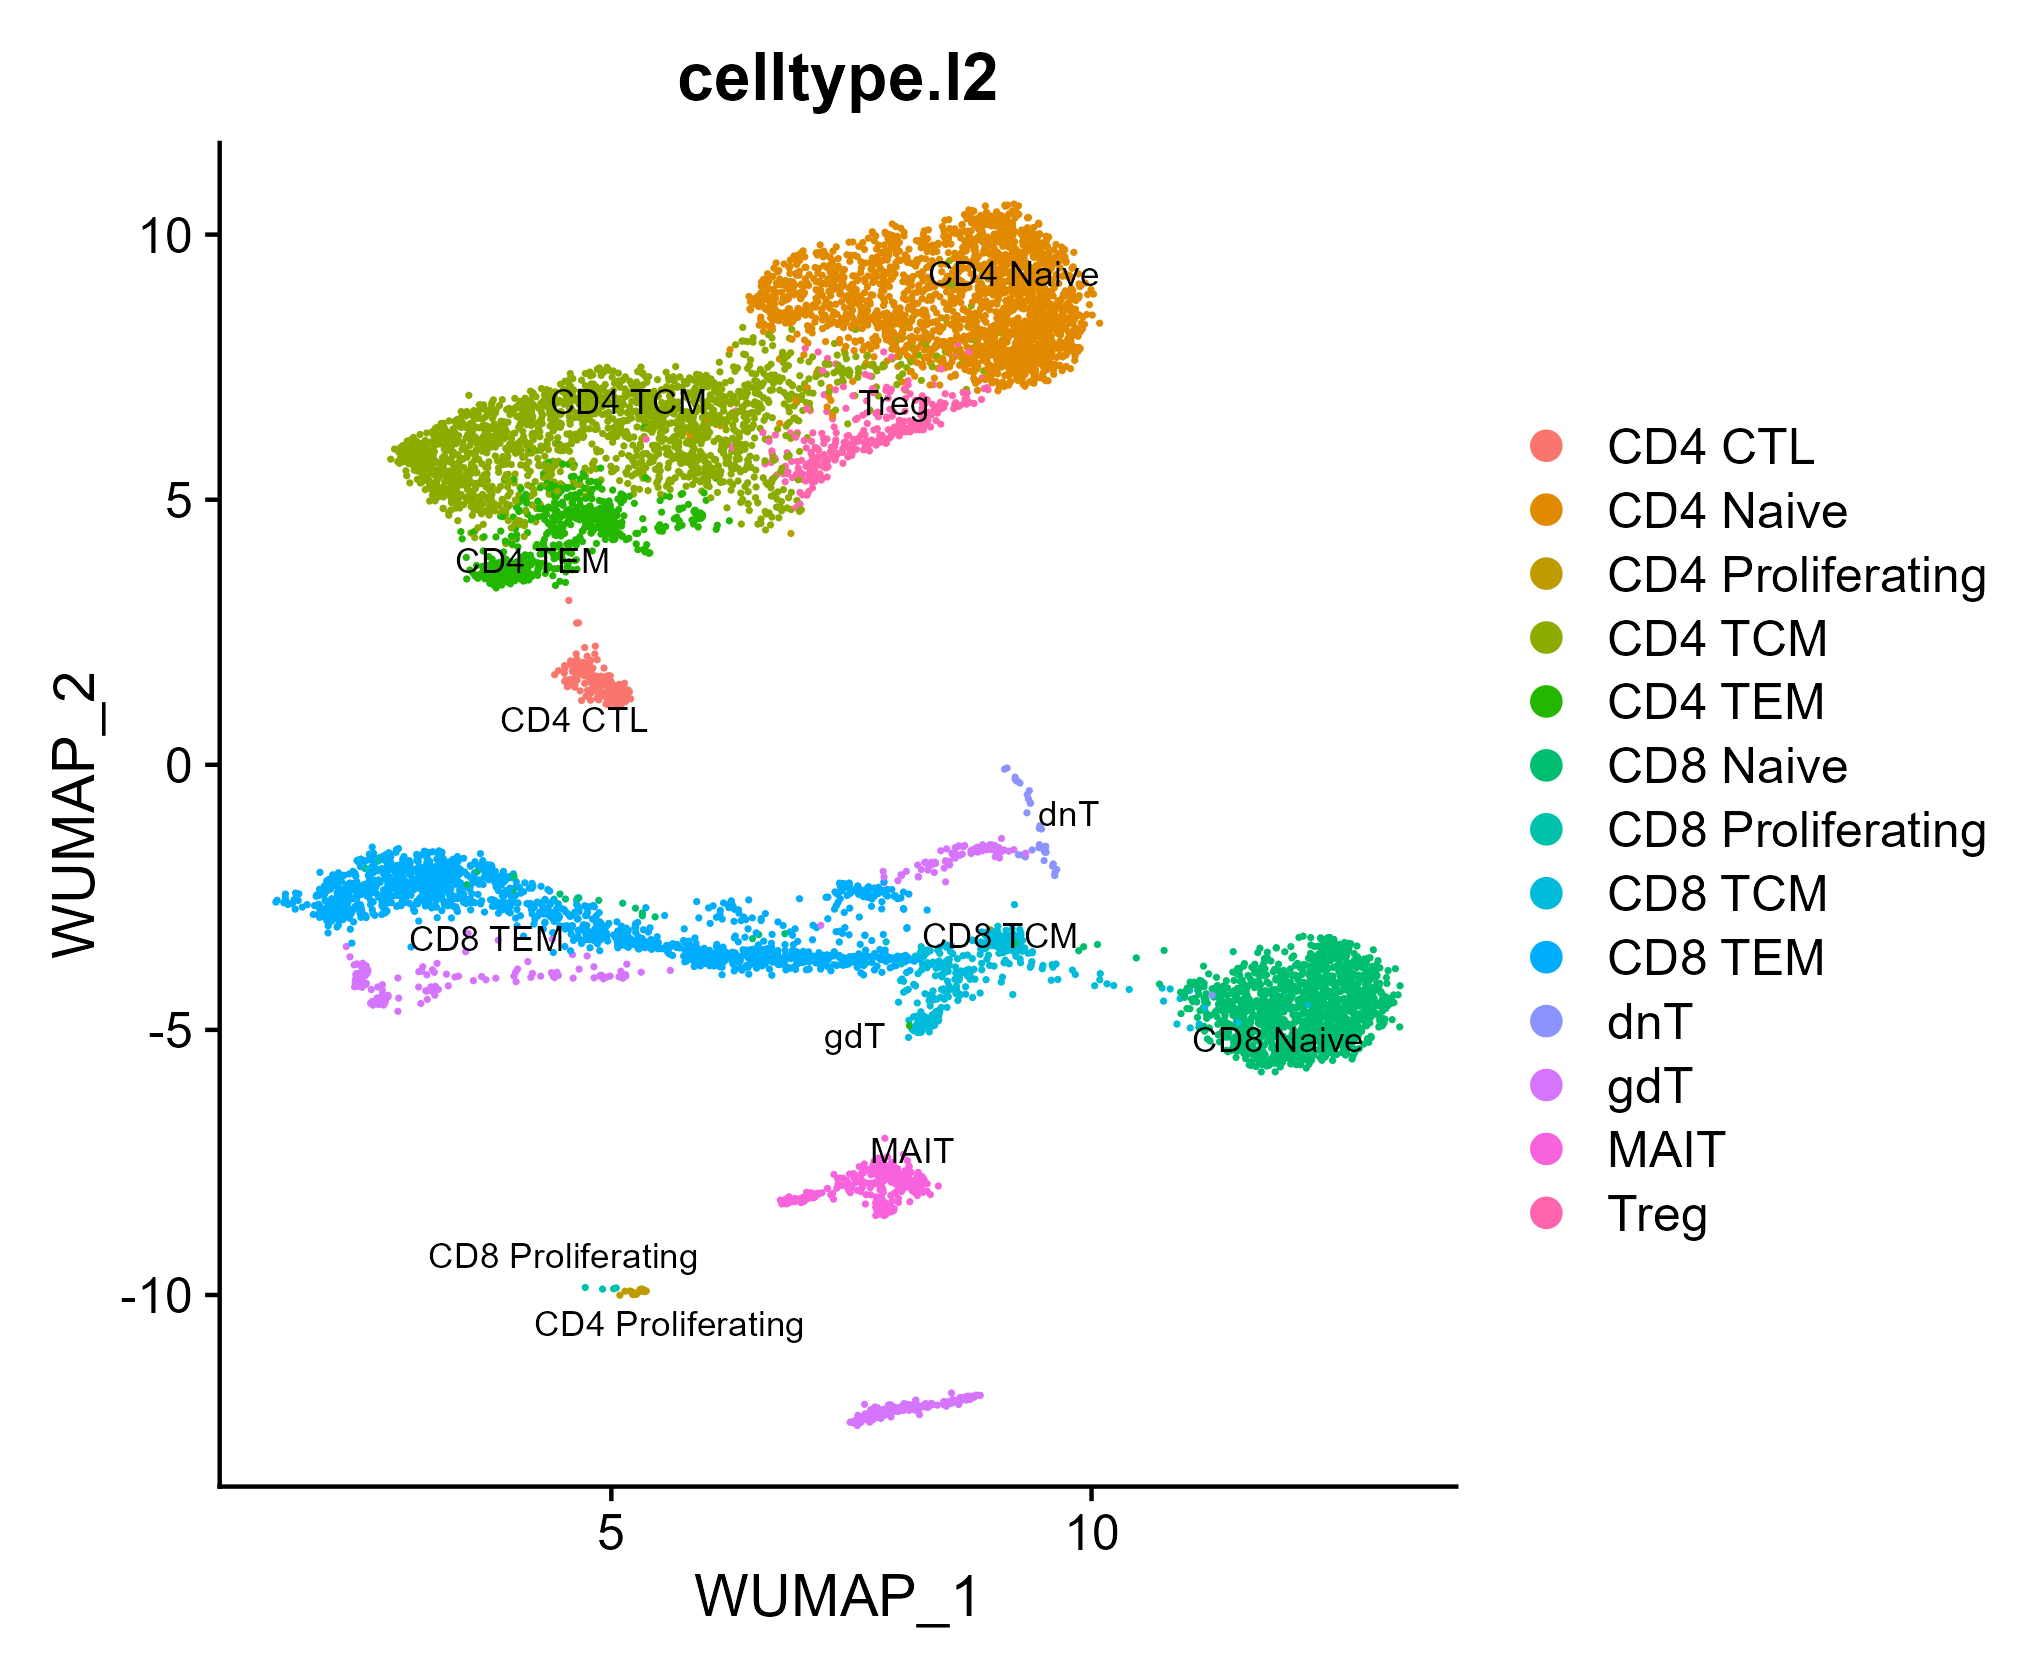 celltype.l2
10
5
0
-5
-10
WUMAP_2
CD4 Naive
CD4 TCM
Treg
CD4 TEM
CD4 CTL
dnT
CD8 TEM
CD8 TCM
gdT
CD8 Naive
MAIT
CD8 Proliferating
CD4 Proliferating
5
10
WUMAP_1
CD4 CTL
CD4 Naive
CD4 Proliferating
CD4 TCM
CD4 TEM
CD8 Naive
CD8 Proliferating
CD8 TCM
CD8 TEM
dnT
gdT
MAIT
Treg